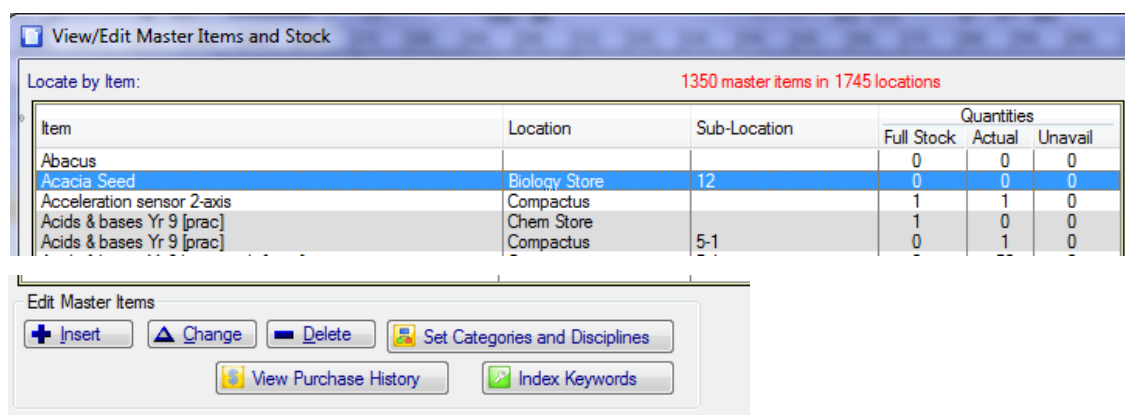 View/Edit Master Items and Stock
Locate by Item: 1350 master items in 1745 locations
Quantities
Item Location Sub-Location Full Stock Actual Unavail
Abacus 0 0 0
Acacia Seed Biology Store 12 0 0 0
Acceleration sensor 2-axis Compactus 1 1 0
Acids & bases Yr 9 [prac] Chem Store 1 0 0
Acids & bases Yr 9 [prac] Compactus 5-1 0 1 0
Edit Master Items
Insert Change Delete Set Categories and Disciplines
View Purchase History Index Keywords